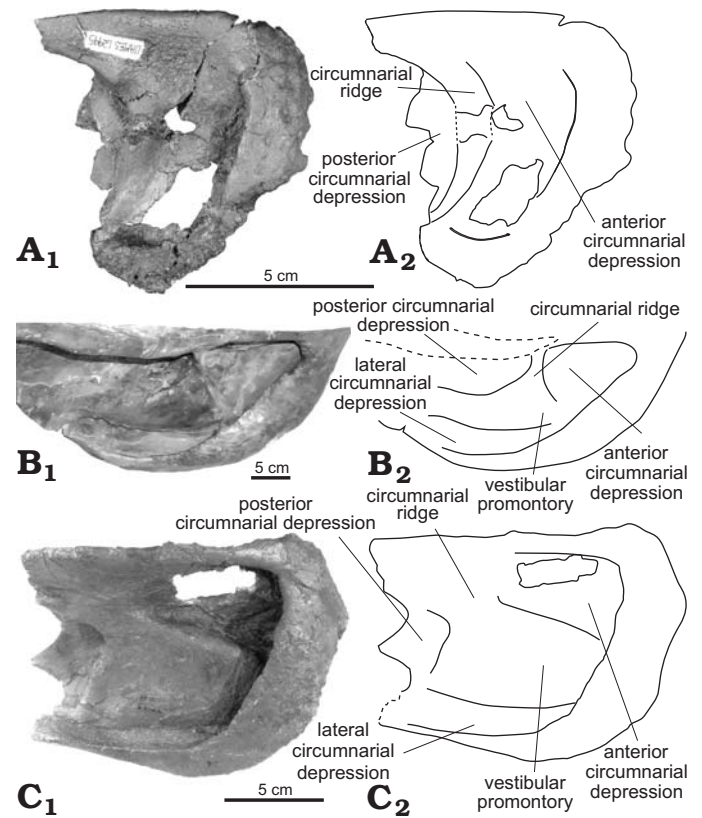 circumnarial
ridge
posterior
circumnarial
depression
anterior
circumnarial
depression
A1
5 cm
A2
posterior circumnarial
depression
circumnarial ridge
lateral
circumnarial
depression
B1
5 cm
B2
vestibular
promontory
anterior
circumnarial
depression
posterior
circumnarial depression
circumnarial
ridge
lateral
circumnarial
depression
anterior
circumnarial
depression
vestibular
promontory
C1
5 cm
C2